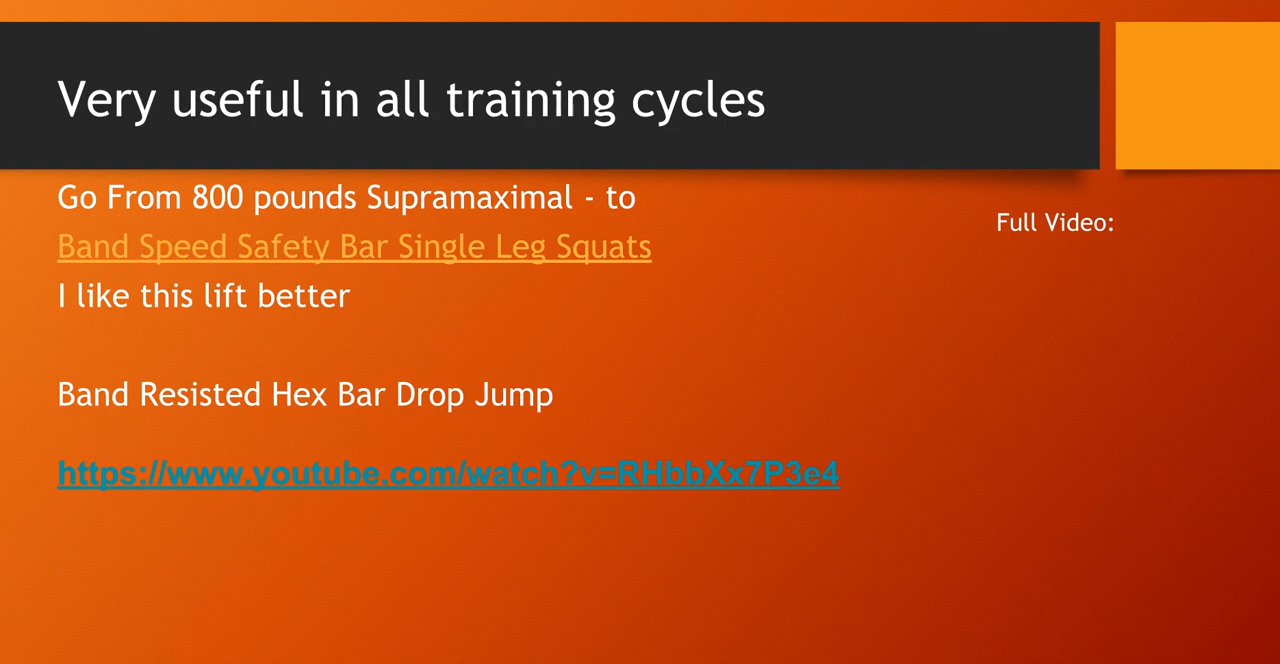 Very useful in all training cycles
Go From 800 pounds Supramaximal - to
Band Speed Safety Bar Single Leg Squats
I like this lift better
Full Video:
Band Resisted Hex Bar Drop Jump
https://www.youtube.com/watch?v=RHbbXx7P3e4